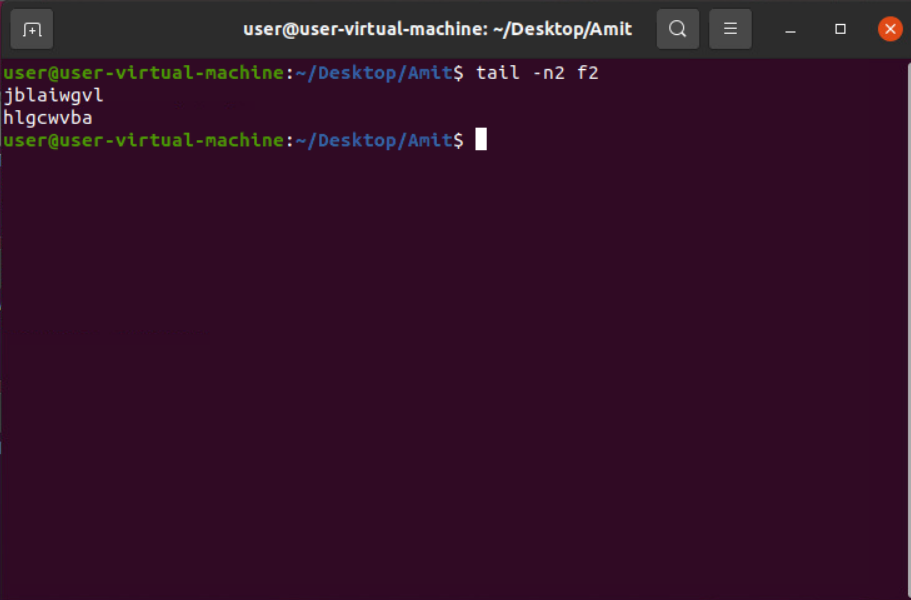 user@user-virtual-machine: ~/Desktop/Amit
user@user-virtual-machine:~/Desktop/Amit$ tail -n2 f2
jblaiwgvl
hlgcwvba
user@user-virtual-machine:~/Desktop/Amit$